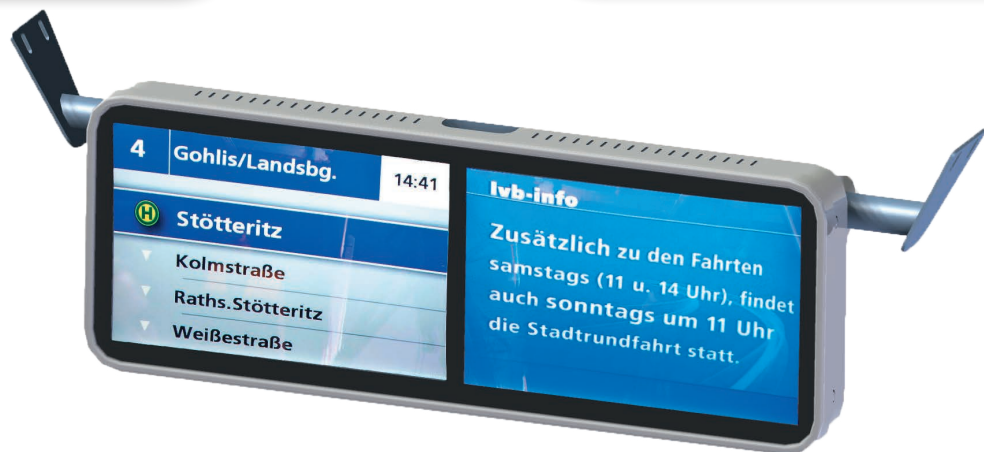 4 Gohlis/Landsbg. 14:41
H Stötteritz
Kolmstraße
Raths.Stötteritz
Weißestraße
lvb-info
Zusätzlich zu den Fahrten
samstags (11 u. 14 Uhr), findet
auch sonntags um 11 Uhr
die Stadtrundfahrt statt.